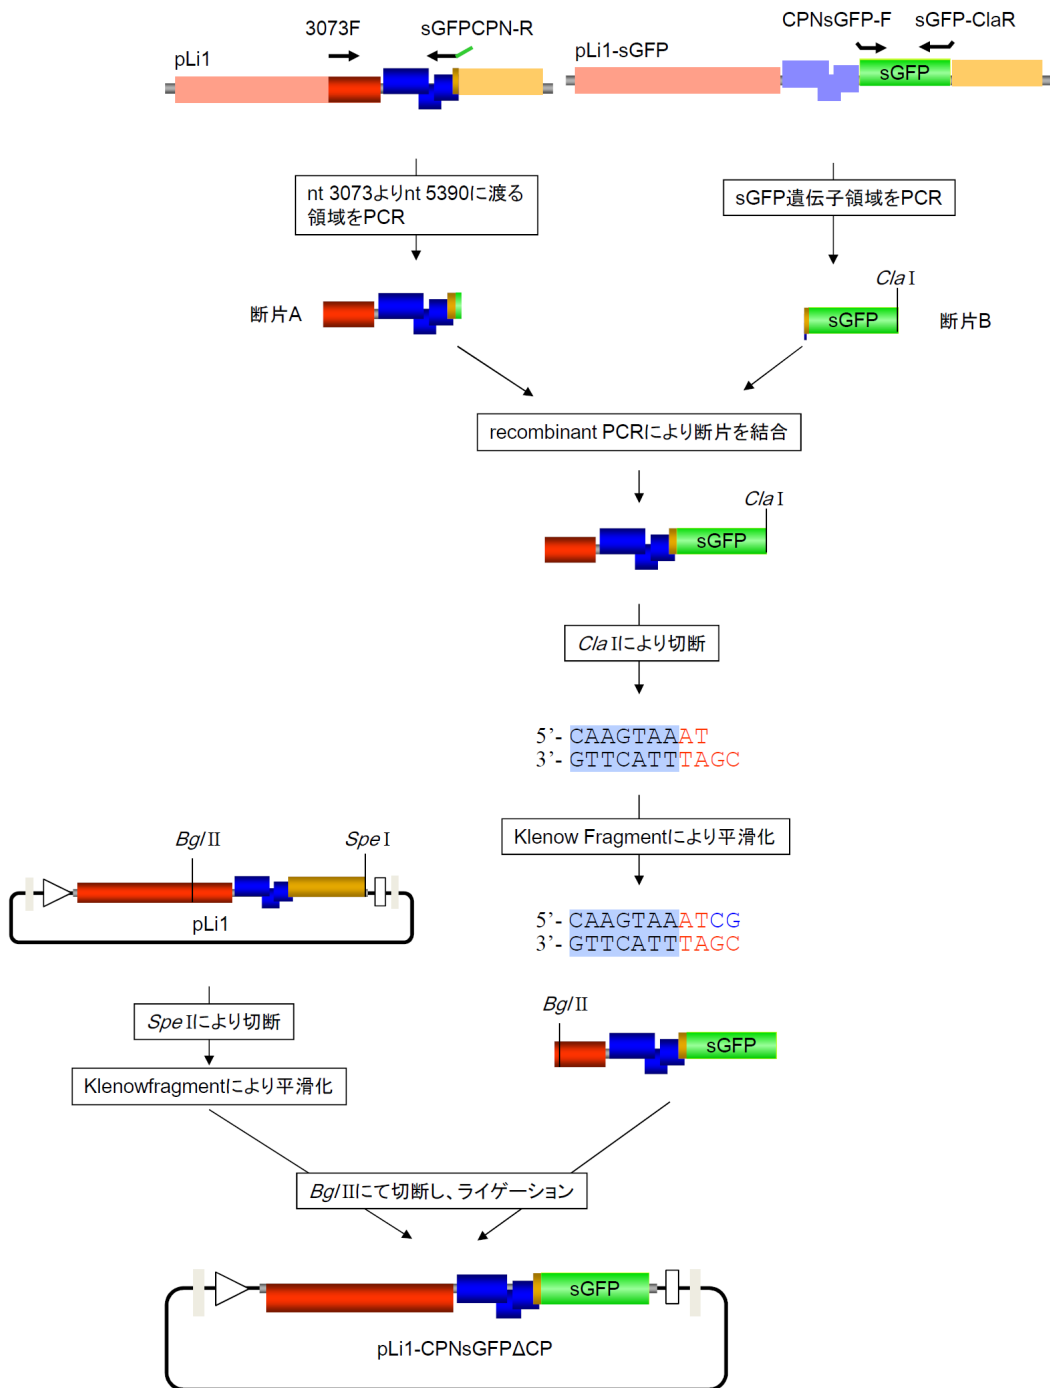 3073F
sGFPCPN-R
pLi1
CPNsGFP-F
sGFP-ClaR
pLi1-sGFP
sGFP
nt 3073よりnt 5390に渡る
領域をPCR
sGFP遺伝子領域をPCR
断片A
Cla I
sGFP
断片B
recombinant PCRにより断片を結合
Cla I
sGFP
Cla Iにより切断
5’- CAAGTAAAT
3’- GTTCATTTAGC
Klenow Fragmentにより平滑化
5’- CAAGTAAATCG
3’- GTTCATTTAGC
Bgl II
Spe I
pLi1
Spe Iにより切断
Klenowfragmentにより平滑化
Bgl II
sGFP
Bgl IIにて切断し、ライゲーション
sGFP
pLi1-CPNsGFPΔCP